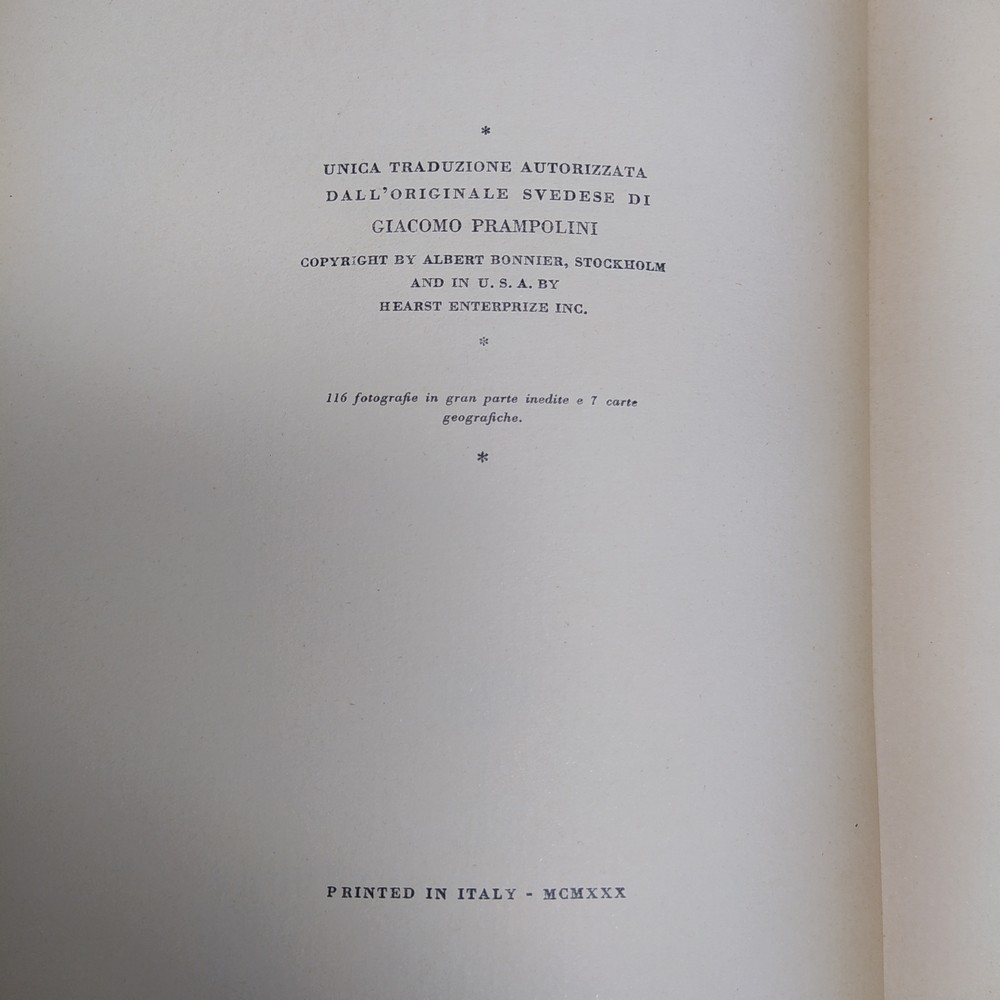 *
UNICA TRADUZIONE AUTORIZZATA
DALL'ORIGINALE SVEDESE DI
GIACOMO PRAMPOLINI
COPYRIGHT BY ALBERT BONNIER, STOCKHOLM
AND IN U. S. A. BY
HEARST ENTERPRIZE INC.
*
116 fotografie in gran parte inedite e 7 carte
geografiche.
*
PRINTED IN ITALY - MCMXXX